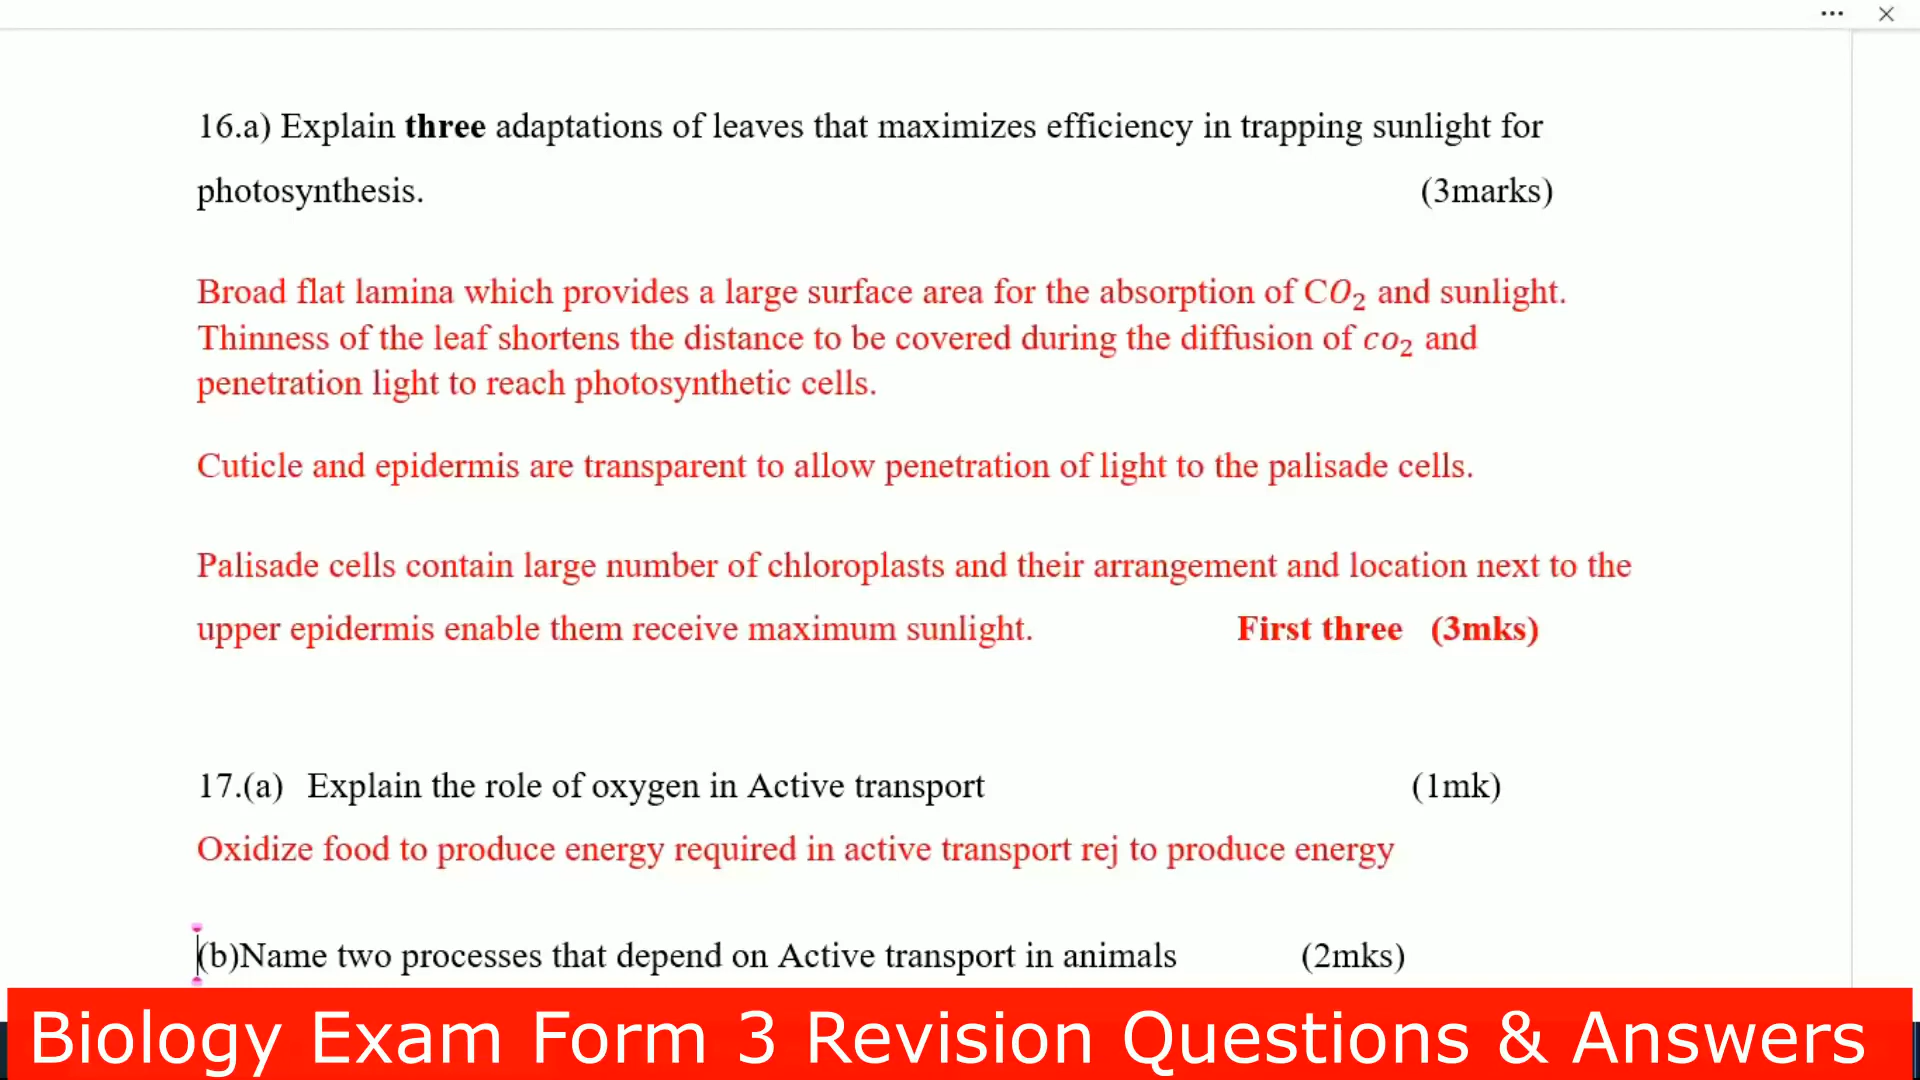 16.a) Explain three adaptations of leaves that maximizes efficiency in trapping sunlight for
photosynthesis. (3marks)
Broad flat lamina which provides a large surface area for the absorption of CO₂ and sunlight.
Thinness of the leaf shortens the distance to be covered during the diffusion of co₂ and
penetration light to reach photosynthetic cells.
Cuticle and epidermis are transparent to allow penetration of light to the palisade cells.
Palisade cells contain large number of chloroplasts and their arrangement and location next to the
upper epidermis enable them receive maximum sunlight. First three (3mks)
17.(a) Explain the role of oxygen in Active transport (1mk)
Oxidize food to produce energy required in active transport rej to produce energy
(b)Name two processes that depend on Active transport in animals (2mks)
Biology Exam Form 3 Revision Questions & Answers